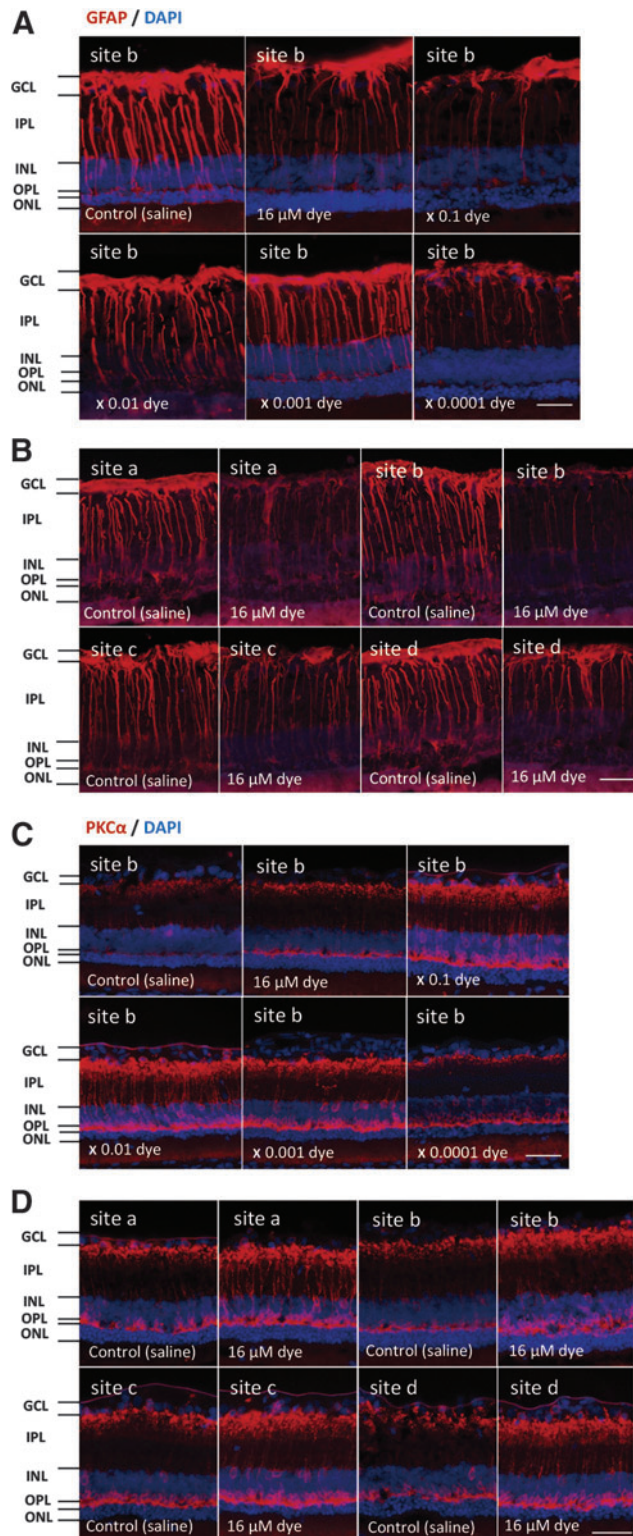 A
GFAP / DAPI
site b site b site b
GCL
IPL
INL
OPL
ONL
Control (saline) 16 μM dye x 0.1 dye
site b site b site b
GCL
IPL
INL
OPL
ONL
x 0.01 dye x 0.001 dye x 0.0001 dye
B
site a site a site b site b
GCL
IPL
INL
OPL
ONL
Control (saline) 16 μM dye Control (saline) 16 μM dye
site c site c site d site d
GCL
IPL
INL
OPL
ONL
Control (saline) 16 μM dye Control (saline) 16 μM dye
C
PKCα / DAPI
site b site b site b
GCL
IPL
INL
OPL
ONL
Control (saline) 16 μM dye x 0.1 dye
site b site b site b
GCL
IPL
INL
OPL
ONL
x 0.01 dye x 0.001 dye x 0.0001 dye
D
site a site a site b site b
GCL
IPL
INL
OPL
ONL
Control (saline) 16 μM dye Control (saline) 16 μM dye
site c site c site d site d
GCL
IPL
INL
OPL
ONL
Control (saline) 16 μM dye Control (saline) 16 μM dye